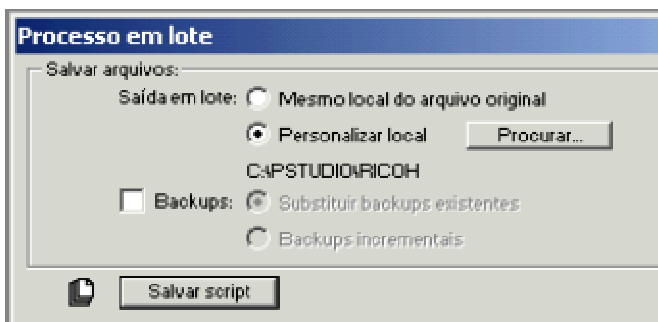 Processo em lote
Salvar arquivos:
Saída em lote: Mesmo local do arquivo original
Personalizar local Procurar...
C:\PSTUDIO\RICOH
Backups: Substituir backups existentes
Backups incrementais
Salvar script